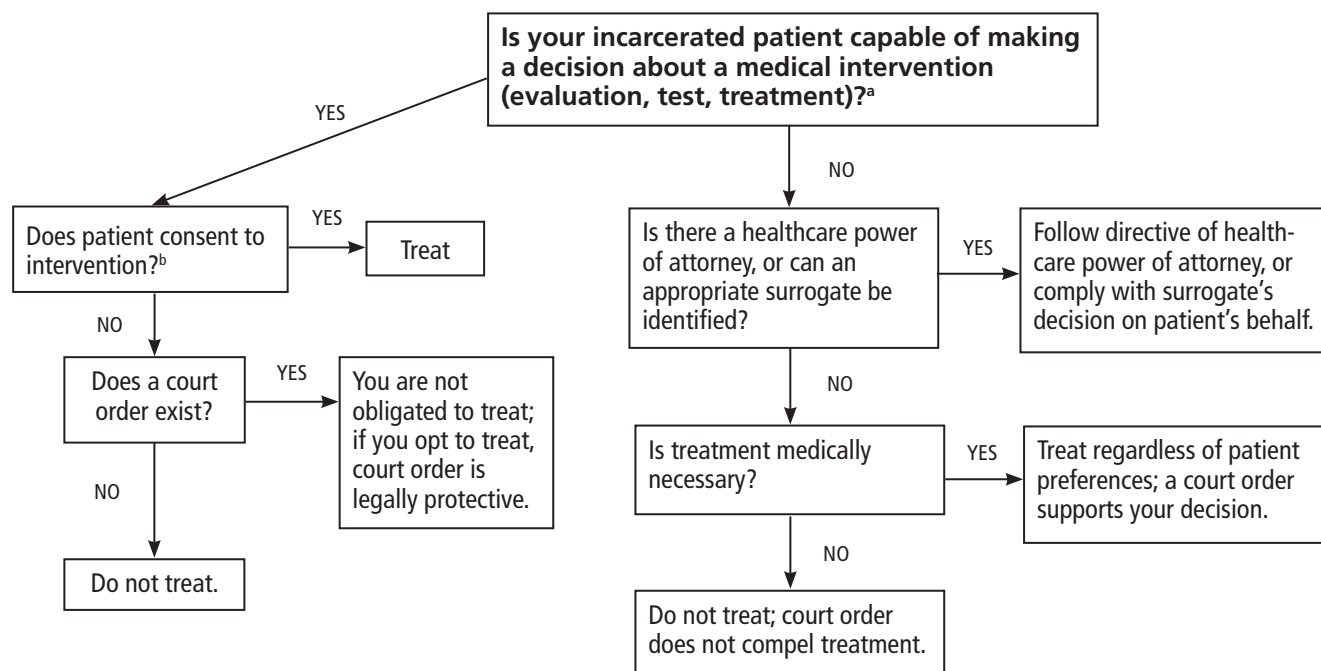 Is your incarcerated patient capable of making
a decision about a medical intervention
(evaluation, test, treatment)?ᵃ
YES
NO
Does patient consent to
intervention?ᵇ
YES
Treat
Is there a healthcare power
of attorney, or can an
appropriate surrogate be
identified?
YES
Follow directive of health-
care power of attorney, or
comply with surrogate’s
decision on patient’s behalf.
NO
Does a court
order exist?
YES
You are not
obligated to treat;
if you opt to treat,
court order is
legally protective.
NO
Is treatment medically
necessary?
YES
Treat regardless of patient
preferences; a court order
supports your decision.
NO
Do not treat.
NO
Do not treat; court order
does not compel treatment.